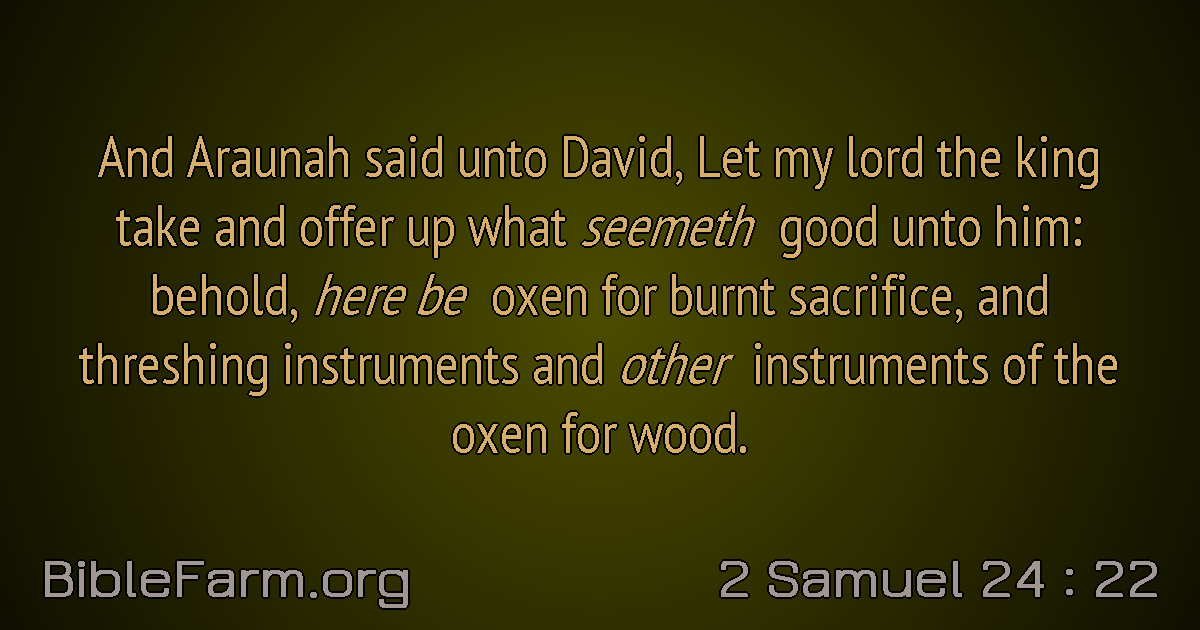 And Araunah said unto David, Let my lord the king
take and offer up what seemeth good unto him:
behold, here be oxen for burnt sacrifice, and
threshing instruments and other instruments of the
oxen for wood.
BibleFarm.org
2 Samuel 24 : 22